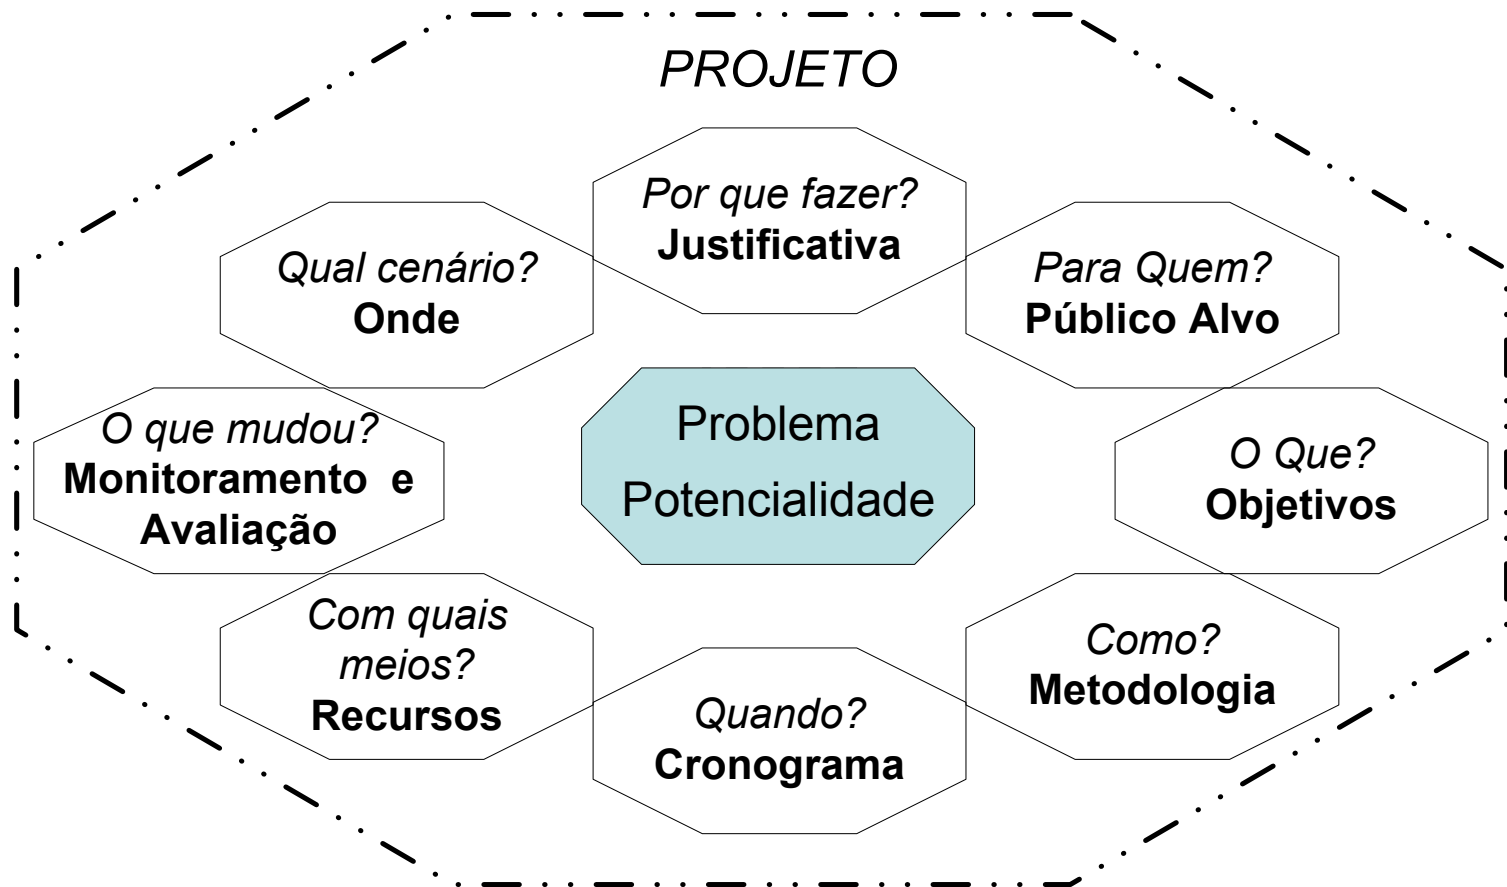 PROJETO
Por que fazer?
Justificativa
Qual cenário?
Onde
Para Quem?
Público Alvo
O que mudou?
Monitoramento e
Avaliação
Problema
Potencialidade
O Que?
Objetivos
Com quais
meios?
Recursos
Quando?
Cronograma
Como?
Metodologia